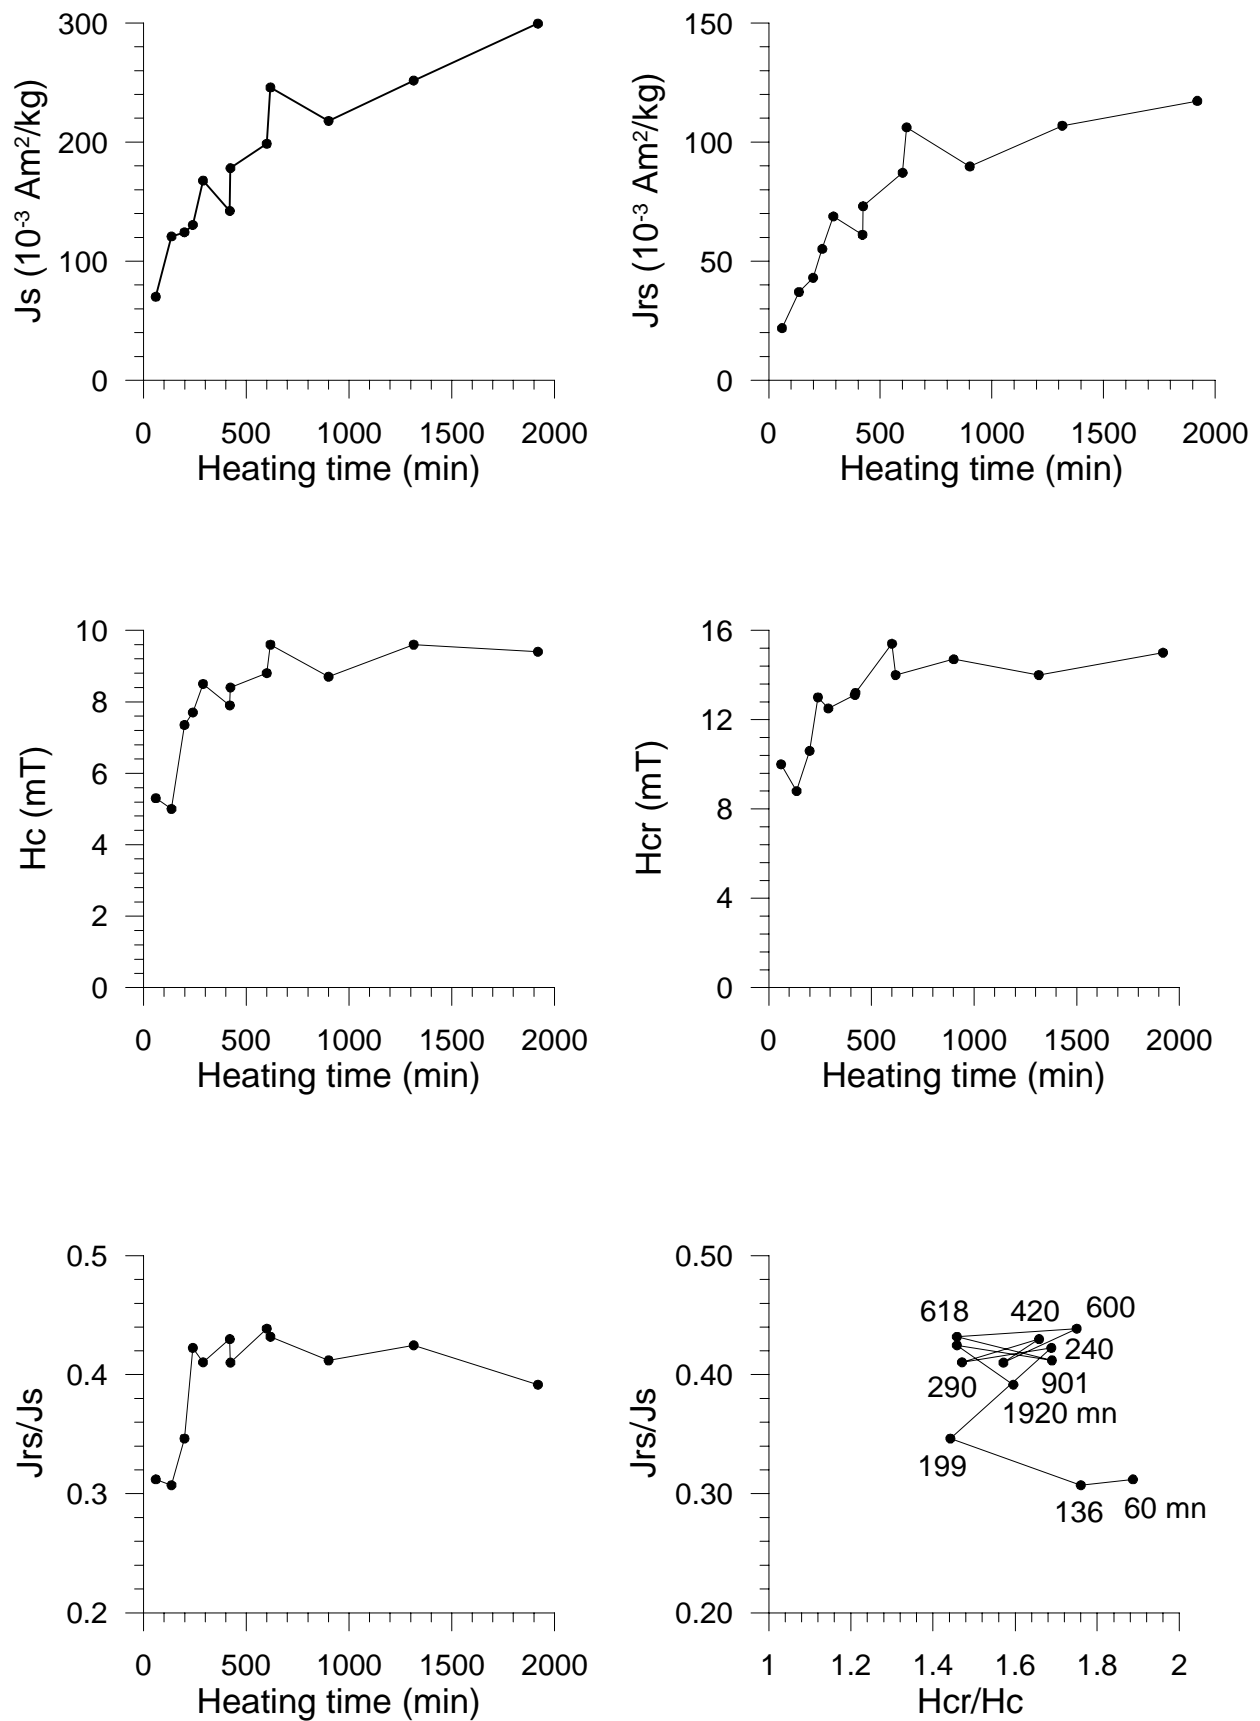 300
200
100
0
Js (10⁻³ Am²/kg)
0 500 1000 1500 2000
Heating time (min)
150
100
50
0
Jrs (10⁻³ Am²/kg)
0 500 1000 1500 2000
Heating time (min)
10
8
6
4
2
0
Hc (mT)
0 500 1000 1500 2000
Heating time (min)
16
12
8
4
0
Hcr (mT)
0 500 1000 1500 2000
Heating time (min)
0.5
0.4
0.3
0.2
Jrs/Js
0 500 1000 1500 2000
Heating time (min)
0.50
0.40
0.30
0.20
Jrs/Js
618 420 600
240
290 901
1920 mn
199
136 60 mn
1 1.2 1.4 1.6 1.8 2
Hcr/Hc